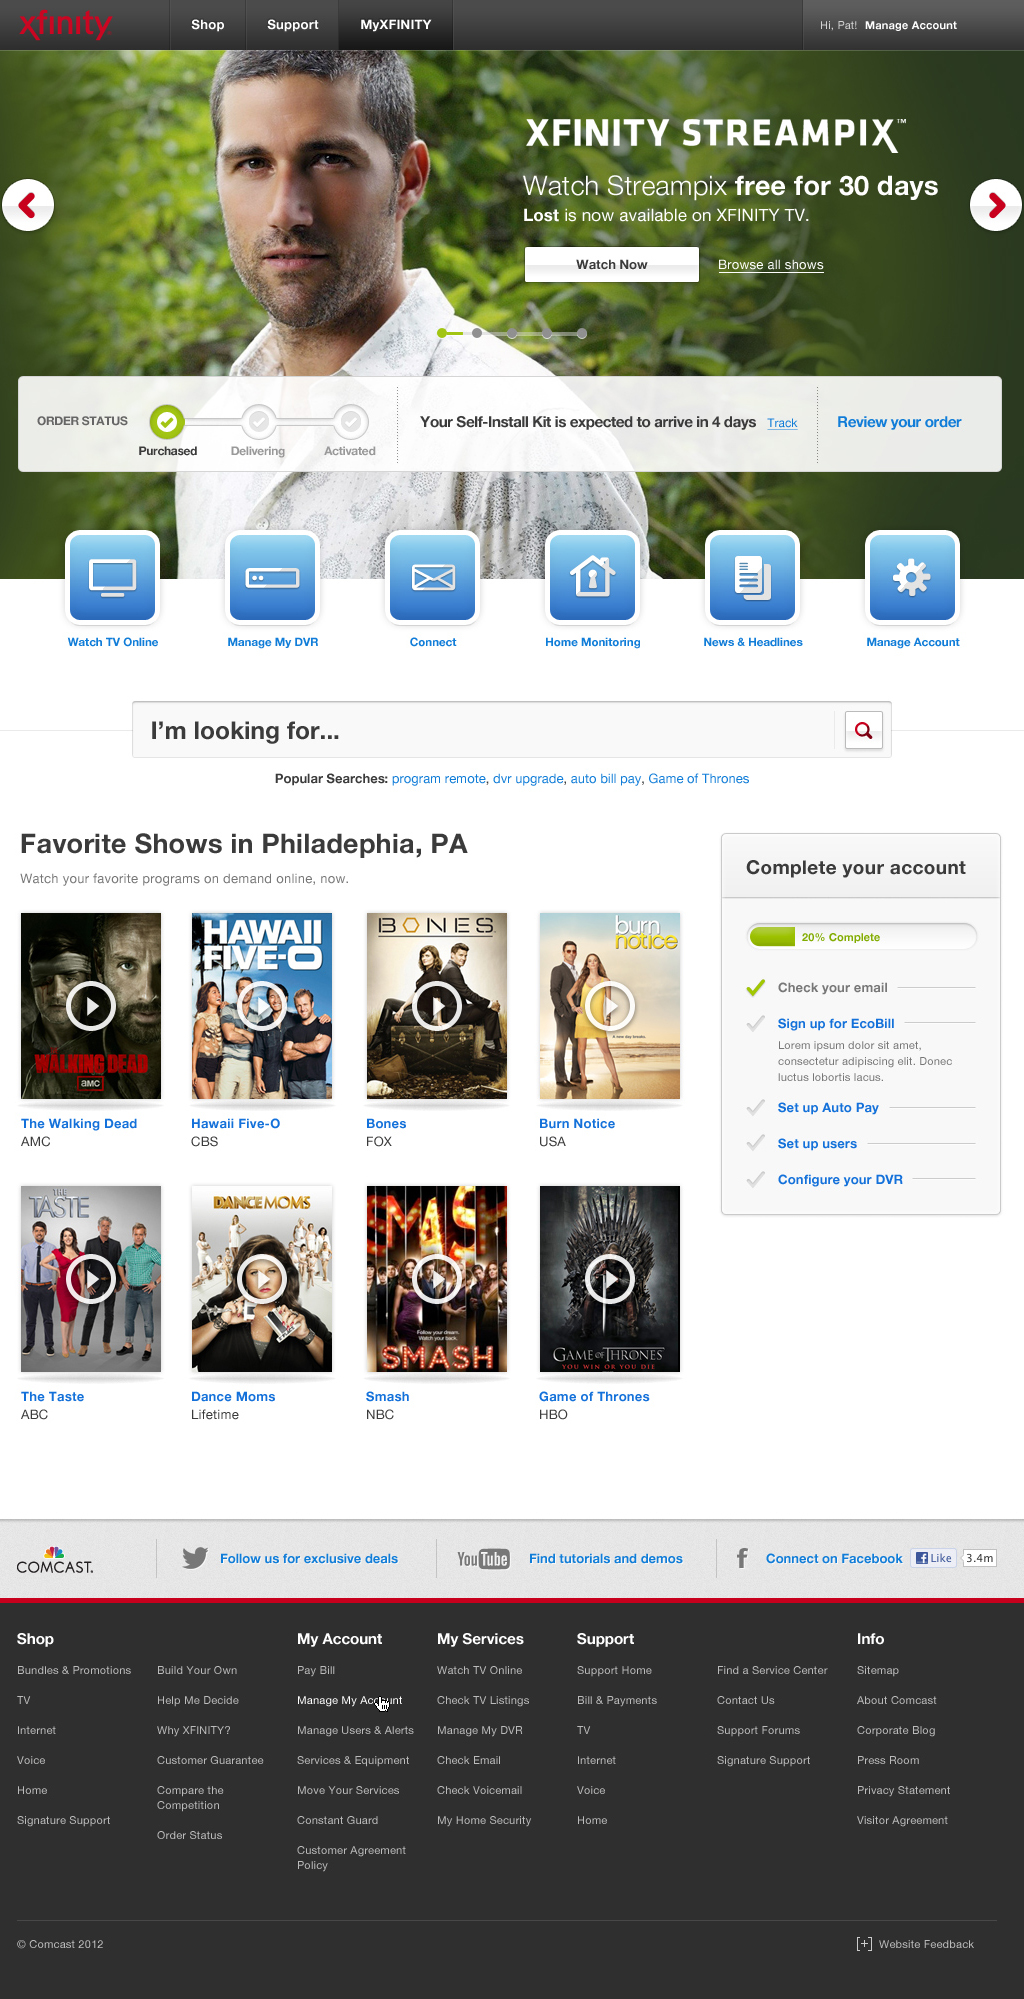 xfinity
Shop
Support
MyXFINITY
Hi, Pat! Manage Account
XFINITY STREAMPIX™
Watch Streampix free for 30 days
Lost is now available on XFINITY TV.
Watch Now
Browse all shows
ORDER STATUS
Purchased
Delivering
Activated
Your Self-Install Kit is expected to arrive in 4 days Track
Review your order
Watch TV Online
Manage My DVR
Connect
Home Monitoring
News & Headlines
Manage Account
I'm looking for...
Popular Searches: program remote, dvr upgrade, auto bill pay, Game of Thrones
Favorite Shows in Philadephia, PA
Watch your favorite programs on demand online, now.
WALKING DEAD
AMC
The Walking Dead
AMC
HAWAII
FIVE-O
Hawaii Five-O
CBS
BONES
Bones
FOX
burn
notice
A new day breaks.
Burn Notice
USA
THE
TASTE
The Taste
ABC
DANCE MOMS
Dance Moms
Lifetime
SMASH
Follow your dream.
Watch your back.
SMASH
Smash
NBC
GAME OF THRONES
YOU WIN OR YOU DIE
Game of Thrones
HBO
Complete your account
20% Complete
Check your email
Sign up for EcoBill
Lorem ipsum dolor sit amet,
consectetur adipiscing elit. Donec
luctus lobortis lacus.
Set up Auto Pay
Set up users
Configure your DVR
COMCAST.
Follow us for exclusive deals
YouTube
Find tutorials and demos
f
Connect on Facebook
f Like
3.4m
Shop
Bundles & Promotions
TV
Internet
Voice
Home
Signature Support
Build Your Own
Help Me Decide
Why XFINITY?
Customer Guarantee
Compare the
Competition
Order Status
My Account
Pay Bill
Manage My Account
Manage Users & Alerts
Services & Equipment
Move Your Services
Constant Guard
Customer Agreement
Policy
My Services
Watch TV Online
Check TV Listings
Manage My DVR
Check Email
Check Voicemail
My Home Security
Support
Support Home
Bill & Payments
TV
Internet
Voice
Home
Find a Service Center
Contact Us
Support Forums
Signature Support
Info
Sitemap
About Comcast
Corporate Blog
Press Room
Privacy Statement
Visitor Agreement
© Comcast 2012
[+] Website Feedback